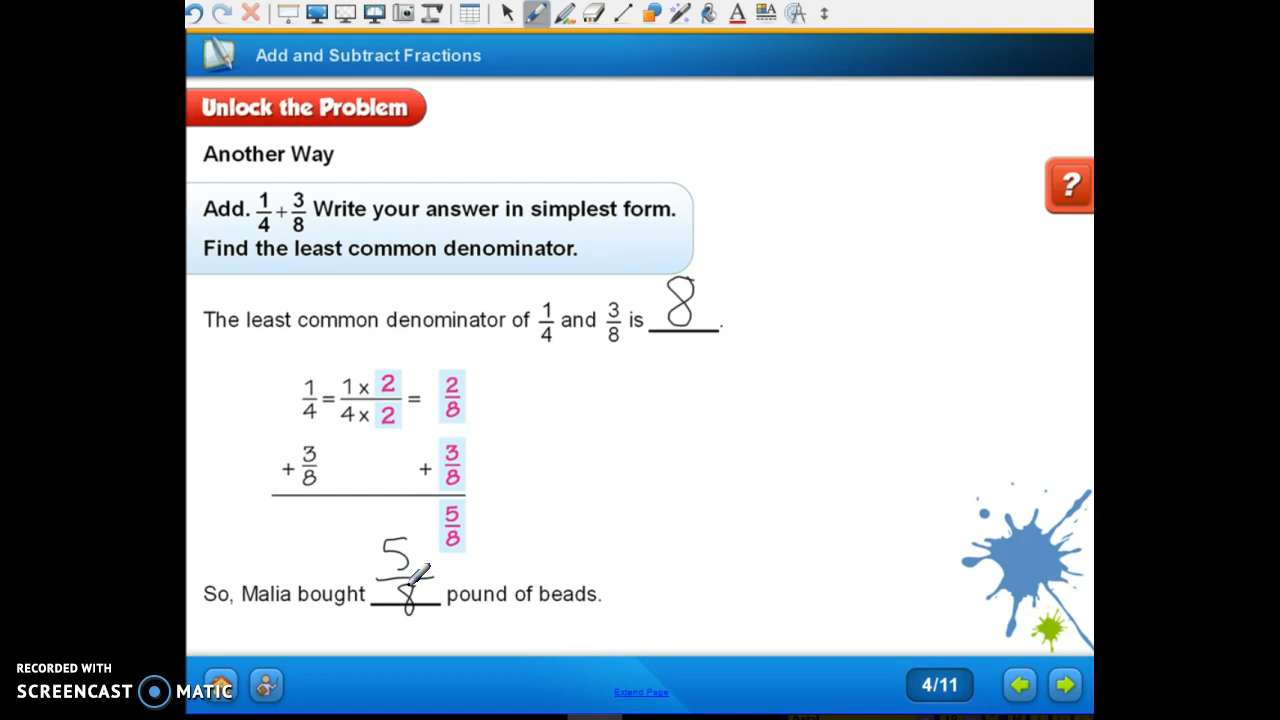 Add and Subtract Fractions
Unlock the Problem
Another Way
Add. 1/4 + 3/8 Write your answer in simplest form.
Find the least common denominator.
The least common denominator of 1/4 and 3/8 is 8.
1/4 = 1 x 2 / 4 x 2 = 2/8
+ 3/8 + 3/8
5/8
So, Malia bought 5/8 pound of beads.
?
RECORDED WITH
SCREENCAST MATIC
Extend Page
4/11